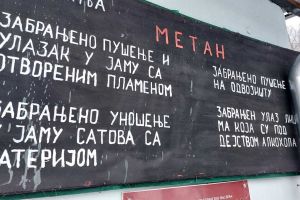 МЕТАН
ЗАБРАЊЕНО ПУШЕЊЕ И
УЛАЗАК У ЈАМУ СА
ОТВОРЕНИМ ПЛАМЕНОМ
ЗАБРАЊЕНО УНОШЕЊЕ
У ЈАМУ САТОВА СА
АТЕРИЈОМ
ЗАБРАЊЕНО ПУШЕЊЕ
НА ОДВОЗИШТУ
ЗАБРАЊЕН УЛАЗ ЛИЦИ
МА КОЈА СУ ПОД
ДЕЈСТВОМ АЛКОХОЛА